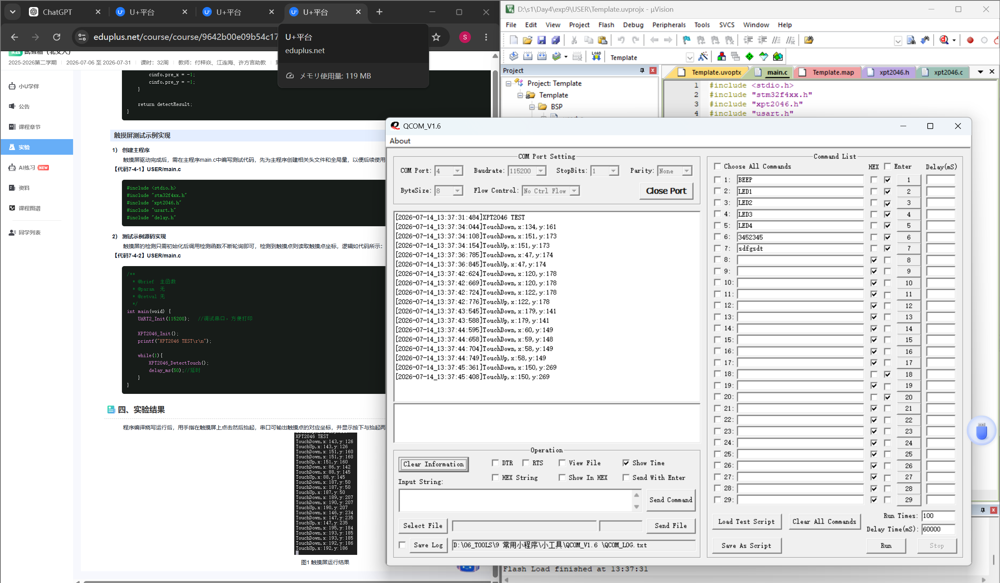 ChatGPT
U+平台
U+平台
U+平台
eduplus.net/course/course/9642b00e09b54c17
S
U+平台
eduplus.net
メモリ使用量: 119 MB
2025-2026第二学期
2026-07-06 至 2026-07-31
课时：32周
教师：付梓焱、江连海、许方言助教
小U学伴
公告
课程章节
实验
AI练习 NEW
资料
课程图谱
同学列表
cinfo.pre_x = -1;
cinfo.pre_y = -1;
}
return detectResult;
}
触摸屏测试示例实现
1） 创建主程序
触摸屏驱动完成后，需在主程序main.c中编写测试代码，先为主程序创建相关头文件和全局量，以便后续使用
【代码7-4-1】USER/main.c
#include <stdio.h>
#include "stm32f4xx.h"
#include "xpt2046.h"
#include "usart.h"
#include "delay.h"
2） 测试示例源码实现
触摸屏的检测只需初始化后调用检测函数不断轮询即可，检测到触摸点则读取触摸点坐标，逻辑如代码所示：
【代码7-4-2】USER/main.c
/**
* @brief 主函数
* @param 无
* @retval 无
*/
int main(void) {
UART2_Init(115200); //调试串口，方便打印
XPT2046_Init();
printf("XPT2046 TEST\r\n");
while(1){
XPT2046_DetectTouch();
delay_ms(50);//延时
}
}
四、实验结果
程序编译烧写运行后，用手指在触摸屏上点击然后抬起，串口可输出触摸点的对应坐标，并显示按下与抬起两
XPT2046 TEST
TouchDown,x:143,y:126
TouchUp,x:143,y:126
TouchDown,x:151,y:160
TouchDown,x:151,y:160
TouchUp,x:151,y:160
TouchDown,x:86,y:142
TouchDown,x:88,y:145
TouchUp,x:88,y:145
TouchDown,x:187,y:50
TouchDown,x:187,y:50
TouchUp,x:187,y:50
TouchDown,x:189,y:207
TouchDown,x:190,y:207
TouchUp,x:190,y:207
TouchDown,x:146,y:234
TouchDown,x:147,y:235
TouchUp,x:147,y:235
TouchDown,x:195,y:184
TouchDown,x:193,y:185
TouchDown,x:193,y:185
TouchDown,x:192,y:186
TouchUp,x:192,y:186
图1 触摸屏运行结果
D:\s1\Day4\exp9\USER\Template.uvprojx - µVision
File Edit View Project Flash Debug Peripherals Tools SVCS Window Help
LOAD
Template
Project
Template.uvoptx
main.c
Template.map
xpt2046.h
xpt2046.c
Project: Template
Template
BSP
1 #include <stdio.h>
2 #include "stm32f4xx.h"
3 #include "xpt2046.h"
4 #include "usart.h"
QCOM_V1.6
About
COM Port Setting
COM Port: 4 Baudrate: 115200 StopBits: 1 Parity: None
ByteSize: 8 Flow Control: No Ctrl Flow Close Port
[2026-07-14_13:37:31:484]XPT2046 TEST
[2026-07-14_13:37:34:044]TouchDown,x:134,y:161
[2026-07-14_13:37:34:108]TouchDown,x:151,y:173
[2026-07-14_13:37:34:154]TouchUp,x:151,y:173
[2026-07-14_13:37:36:785]TouchDown,x:47,y:174
[2026-07-14_13:37:36:845]TouchUp,x:47,y:174
[2026-07-14_13:37:42:624]TouchDown,x:120,y:178
[2026-07-14_13:37:42:669]TouchDown,x:120,y:178
[2026-07-14_13:37:42:724]TouchDown,x:122,y:178
[2026-07-14_13:37:42:776]TouchUp,x:122,y:178
[2026-07-14_13:37:43:545]TouchDown,x:179,y:141
[2026-07-14_13:37:43:588]TouchUp,x:179,y:141
[2026-07-14_13:37:44:595]TouchDown,x:60,y:149
[2026-07-14_13:37:44:658]TouchDown,x:59,y:148
[2026-07-14_13:37:44:704]TouchDown,x:58,y:149
[2026-07-14_13:37:44:749]TouchUp,x:58,y:149
[2026-07-14_13:37:45:361]TouchDown,x:150,y:269
[2026-07-14_13:37:45:408]TouchUp,x:150,y:269
Operation
Clear Information
DTR RTS View File Show Time
HEX String Show In HEX Send With Enter
Input String:
Send Command
Select File
Send File
Save Log D:\06_TOOLS\9 常用小程序\小工具\QCOM_V1.6 \QCOM_LOG.txt
Command List
Choose All Commands HEX Enter Delay(mS)
1: BEEP 1
2: LED1 2
3: LED2 3
4: LED3 4
5: LED4 5
6: 3452345 6
7: sdfgsdt 7
8: 8
9: 9
10: 10
11: 11
12: 12
13: 13
14: 14
15: 15
16: 16
17: 17
18: 18
19: 19
20: 20
21: 21
22: 22
23: 23
24: 24
25: 25
26: 26
27: 27
28: 28
29: 29
Load Test Script Clear All Commands Run Times: 100
Delay Time(mS): 60000
Save As Script Run Stop
Flash Load finished at 13:37:31